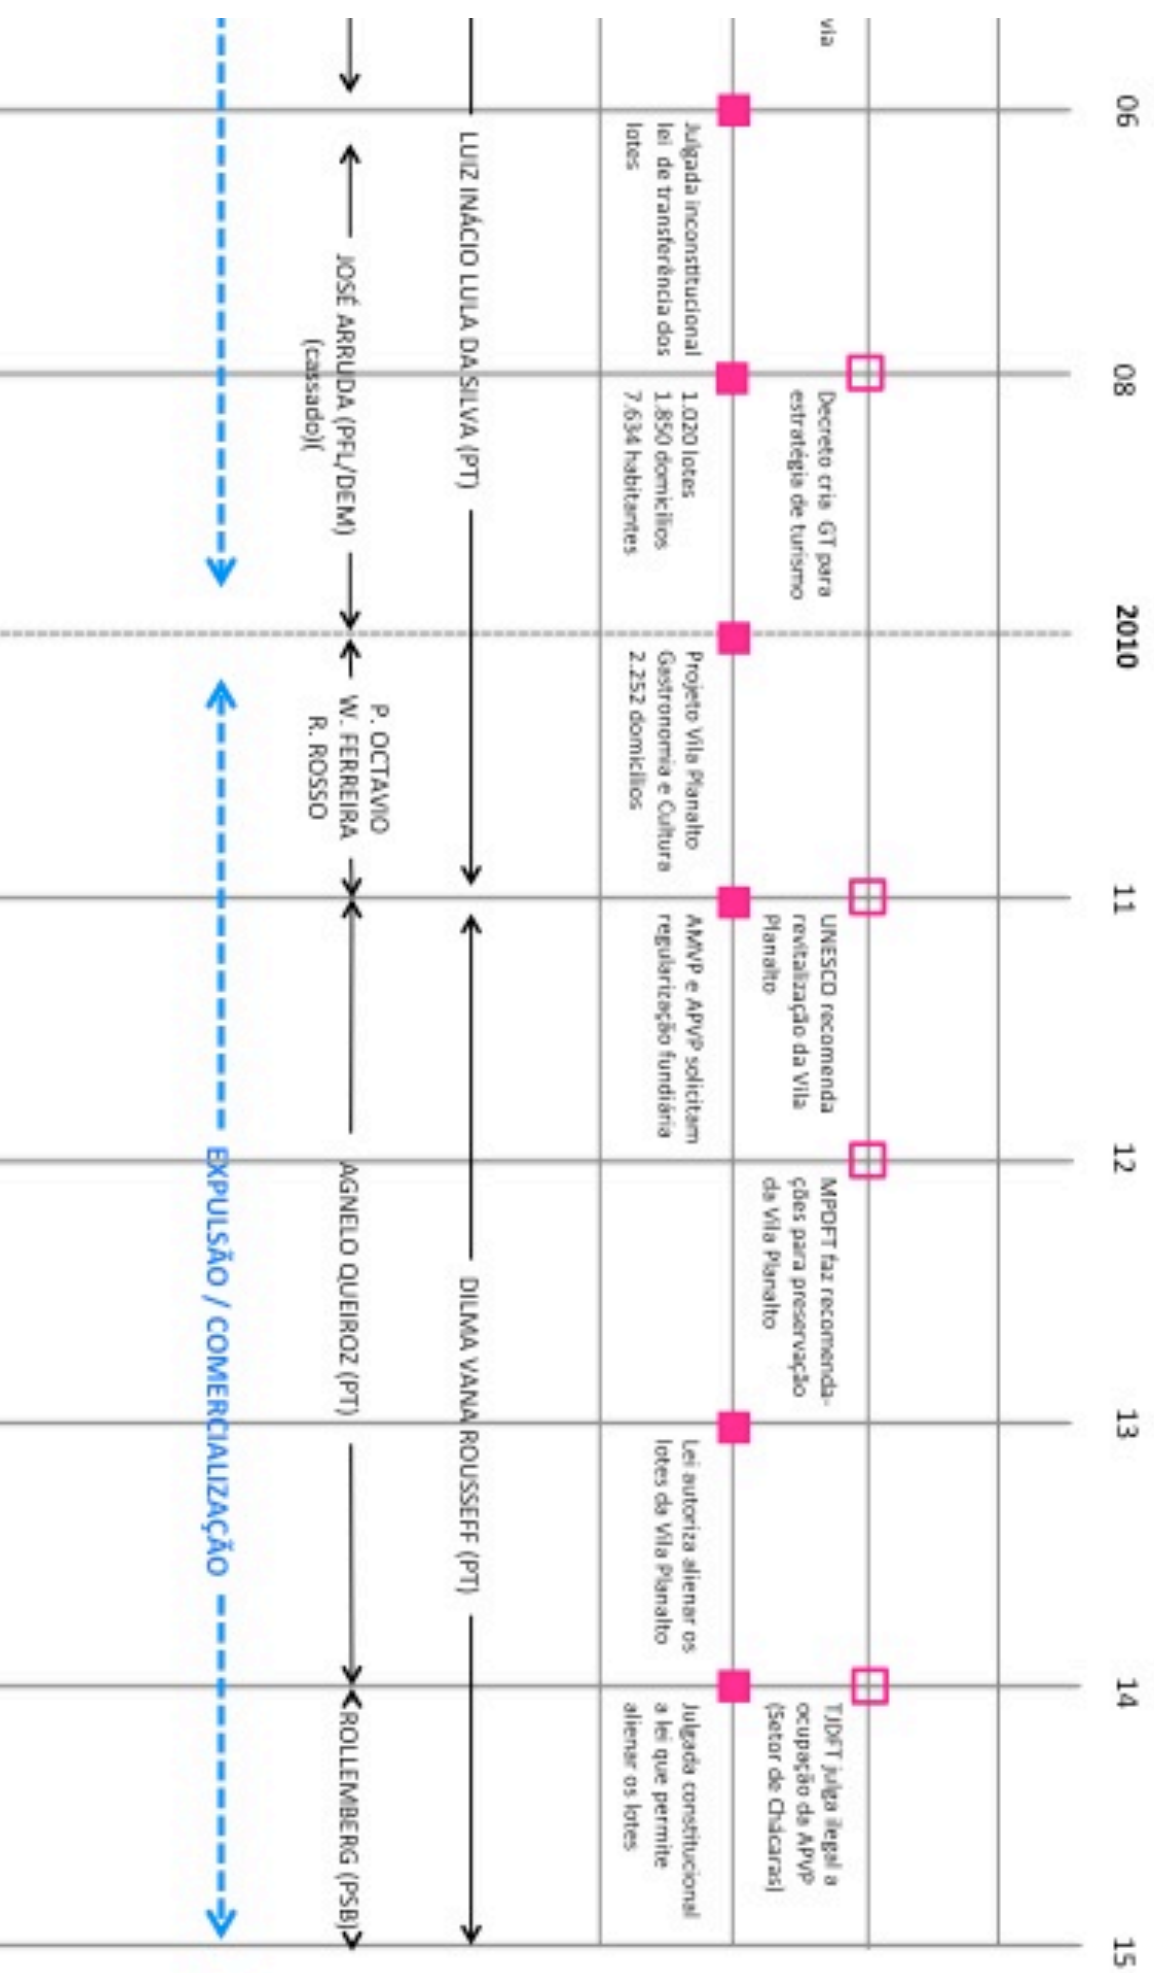 06
08
2010
11
12
13
14
15
via
Decreto cria GT para
estratégia de turismo
UNESCO recomenda
revitalização da Vila
Planalto
MPDFT faz recomenda-
ções para preservação
da Vila Planalto
TJDFT julga ilegal a
ocupação da APVP
(Setor de Chácaras)
Julgada inconstitucional
lei de transferência dos
lotes
1.020 lotes
1.850 domicílios
7.634 habitantes
Projeto Vila Planalto
Gastronomia e Cultura
2.252 domicílios
AMVP e APVP solicitam
regularização fundiária
Lei autoriza alienar os
lotes da Vila Planalto
Julgada constitucional
a lei que permite
alienar os lotes
LUIZ INÁCIO LULA DA SILVA (PT)
DILMA VANA ROUSSEFF (PT)
JOSÉ ARRUDA (PFL/DEM)
(cassado)(
P. OCTAVIO
W. FERREIRA
R. ROSSO
AGNELO QUEIROZ (PT)
ROLLEMBERG (PSB)
EXPULSÃO / COMERCIALIZAÇÃO